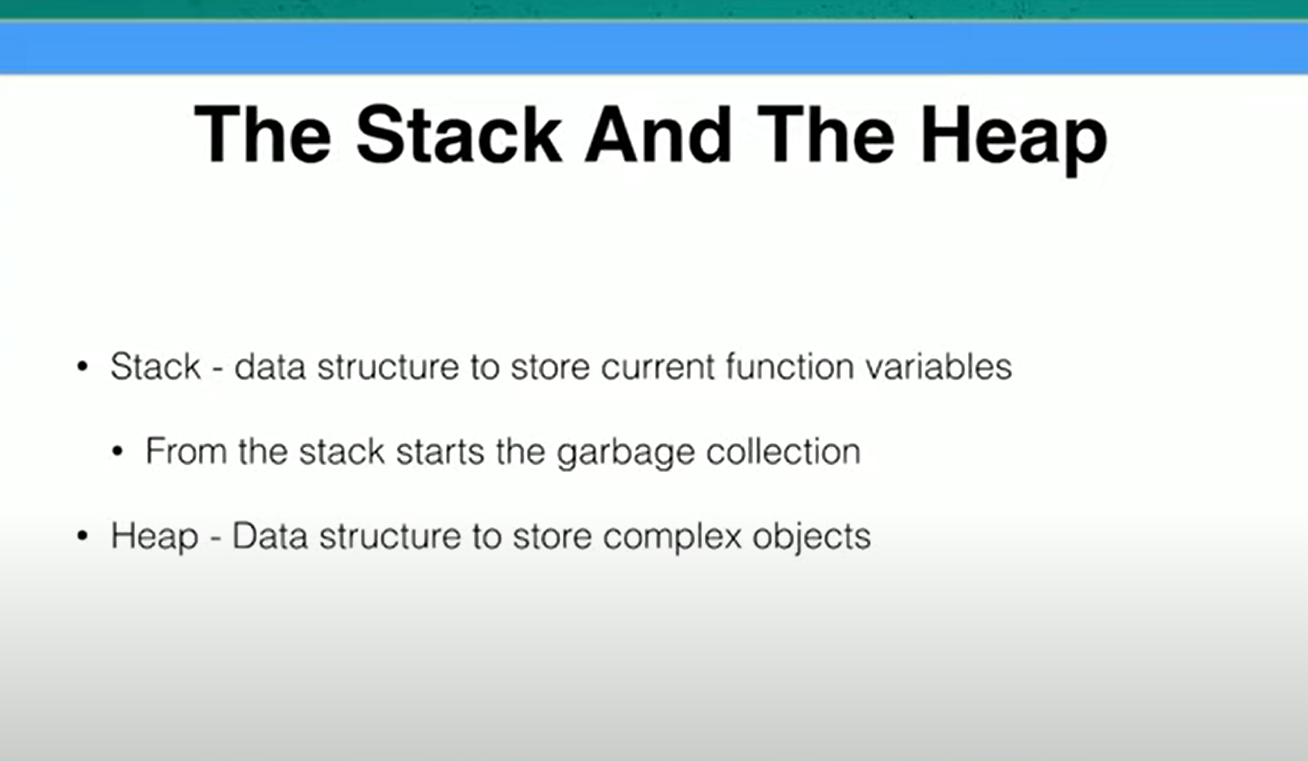 The Stack And The Heap
• Stack - data structure to store current function variables
• From the stack starts the garbage collection
• Heap - Data structure to store complex objects